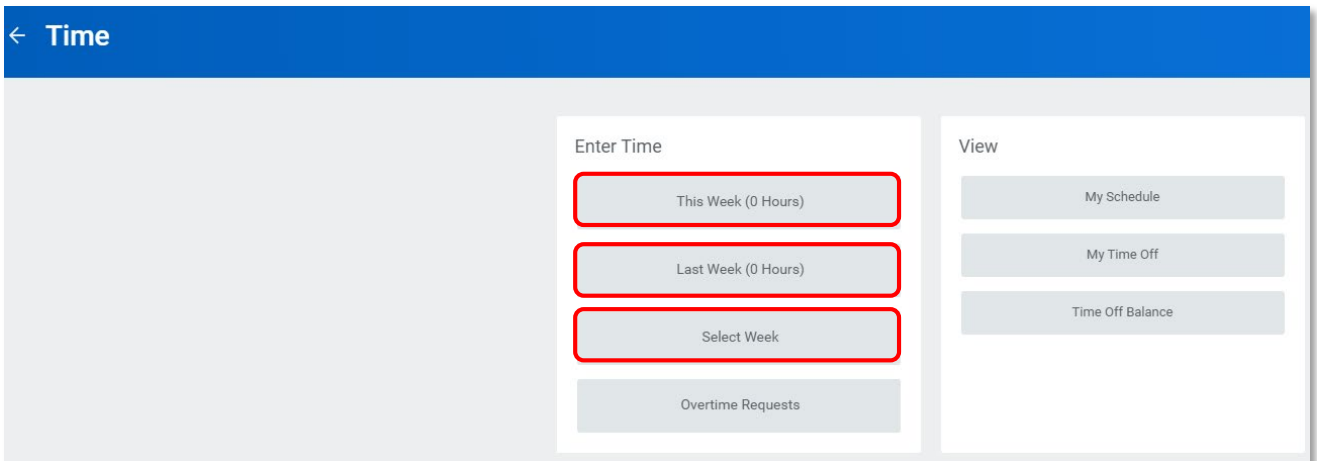 Time
Enter Time
This Week (0 Hours)
Last Week (0 Hours)
Select Week
Overtime Requests
View
My Schedule
My Time Off
Time Off Balance